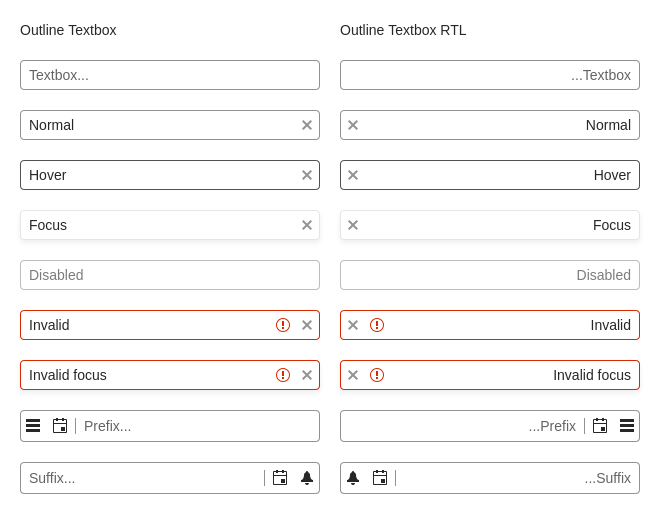 Outline Textbox
Textbox...
Normal
Hover
Focus
Disabled
Invalid
Invalid focus
Prefix...
Suffix...
Outline Textbox RTL
...Textbox
Normal
Hover
Focus
Disabled
Invalid
Invalid focus
...Prefix
...Suffix